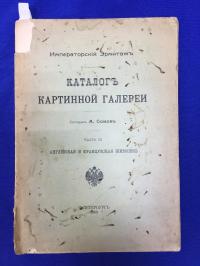 Императорскій Эрмитажъ
КАТАЛОГЪ
КАРТИННОЙ ГАЛЕРЕИ
Составилъ А. Сомовъ
ЧАСТЬ III
АНГЛІЙСКАЯ И ФРАНЦУЗСКАЯ ЖИВОПИСЬ